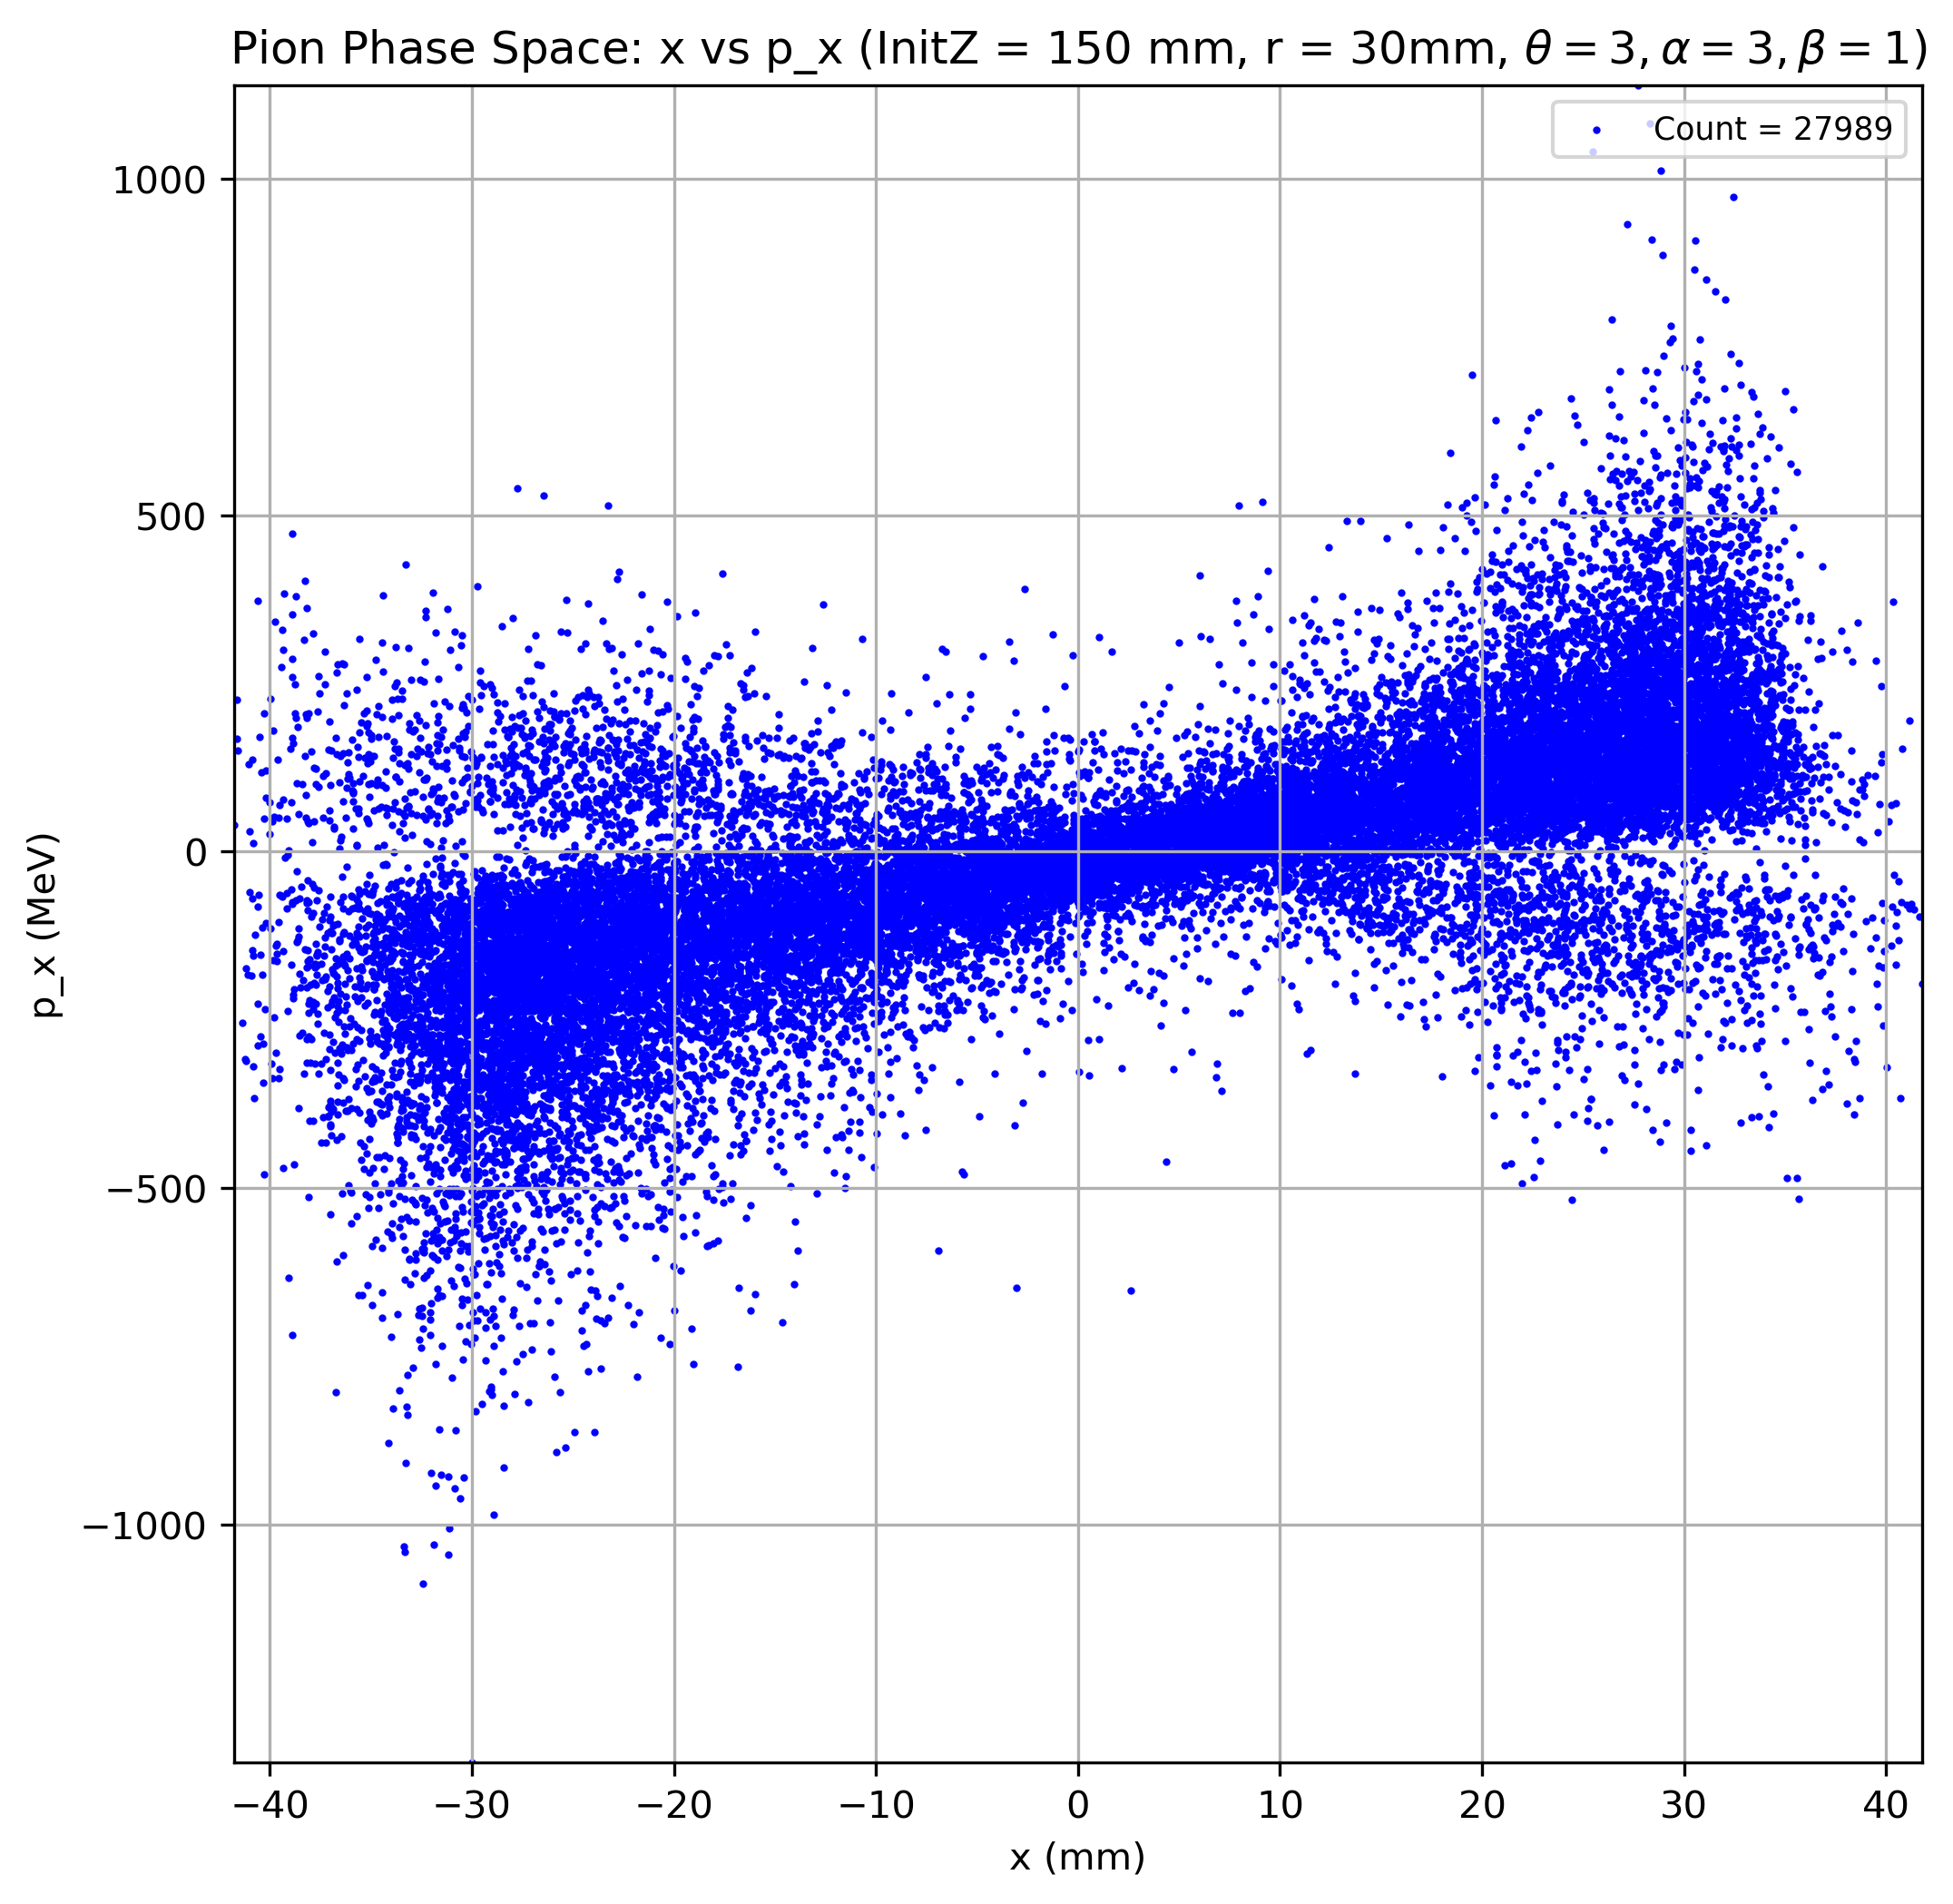 Pion Phase Space: x vs p_x (InitZ = 150 mm, r = 30mm, θ = 3, α = 3, β = 1)
Count = 27989
1000
500
0
−500
−1000
p_x (MeV)
−40 −30 −20 −10 0 10 20 30 40
x (mm)